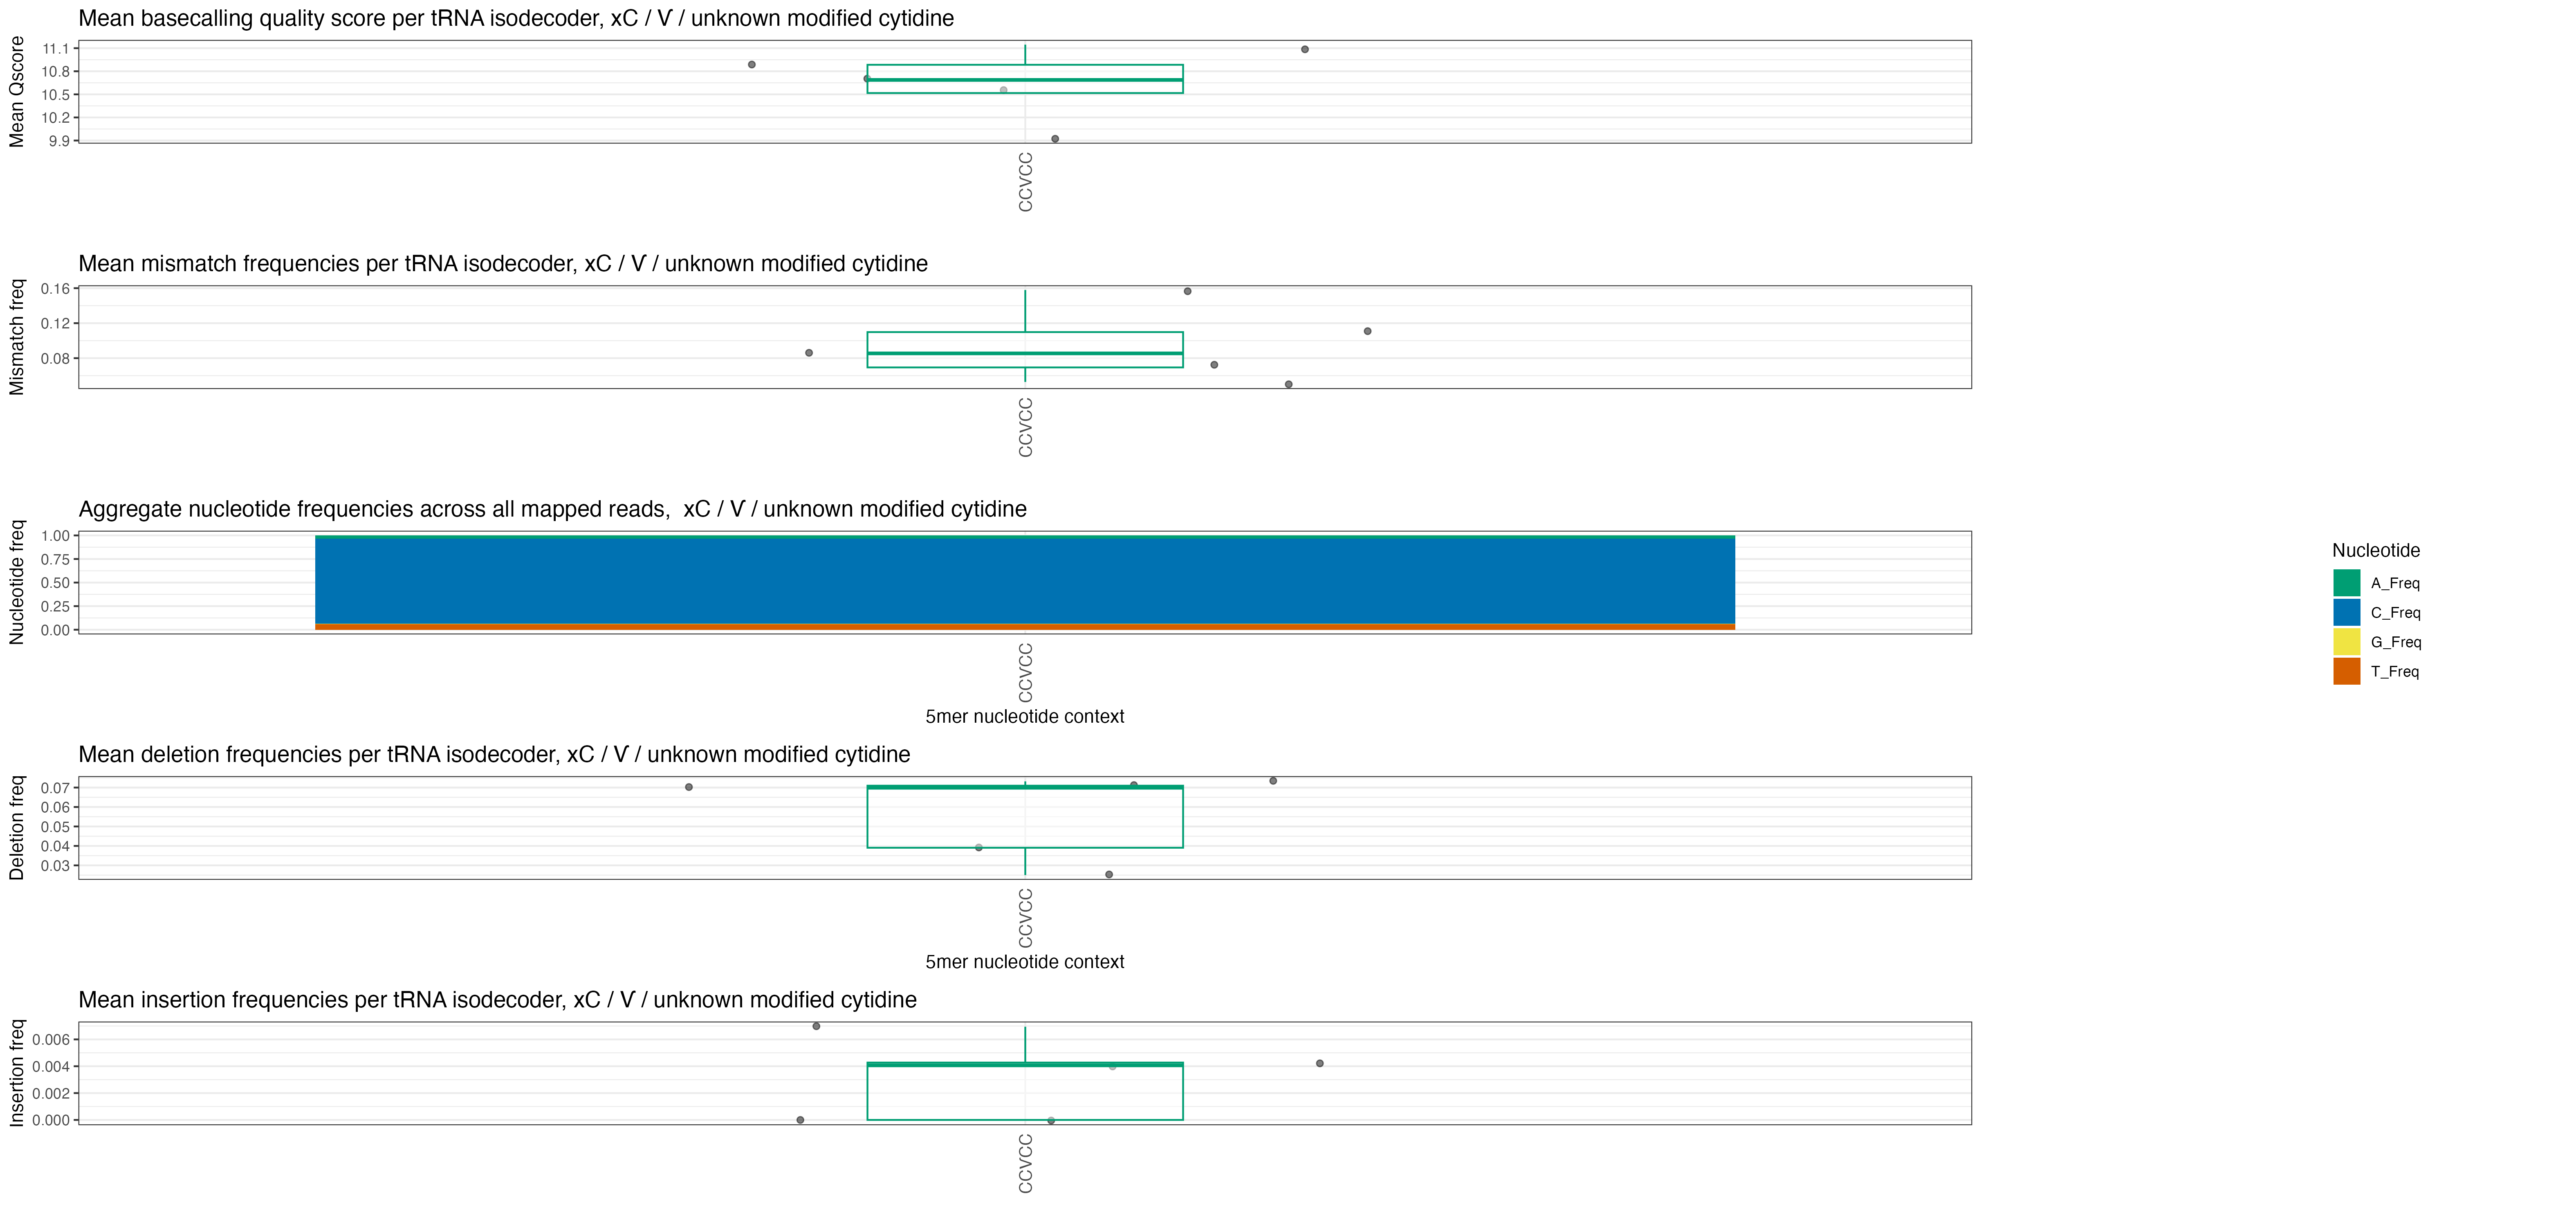 Mean basecalling quality score per tRNA isodecoder, xC / Ѵ / unknown modified cytidine
Mean Qscore
11.1
10.8
10.5
10.2
9.9
CCVCC
Mean mismatch frequencies per tRNA isodecoder, xC / Ѵ / unknown modified cytidine
Mismatch freq
0.16
0.12
0.08
CCVCC
Aggregate nucleotide frequencies across all mapped reads,  xC / Ѵ / unknown modified cytidine
Nucleotide freq
1.00
0.75
0.50
0.25
0.00
CCVCC
5mer nucleotide context
Nucleotide
A_Freq
C_Freq
G_Freq
T_Freq
Mean deletion frequencies per tRNA isodecoder, xC / Ѵ / unknown modified cytidine
Deletion freq
0.07
0.06
0.05
0.04
0.03
CCVCC
5mer nucleotide context
Mean insertion frequencies per tRNA isodecoder, xC / Ѵ / unknown modified cytidine
Insertion freq
0.006
0.004
0.002
0.000
CCVCC